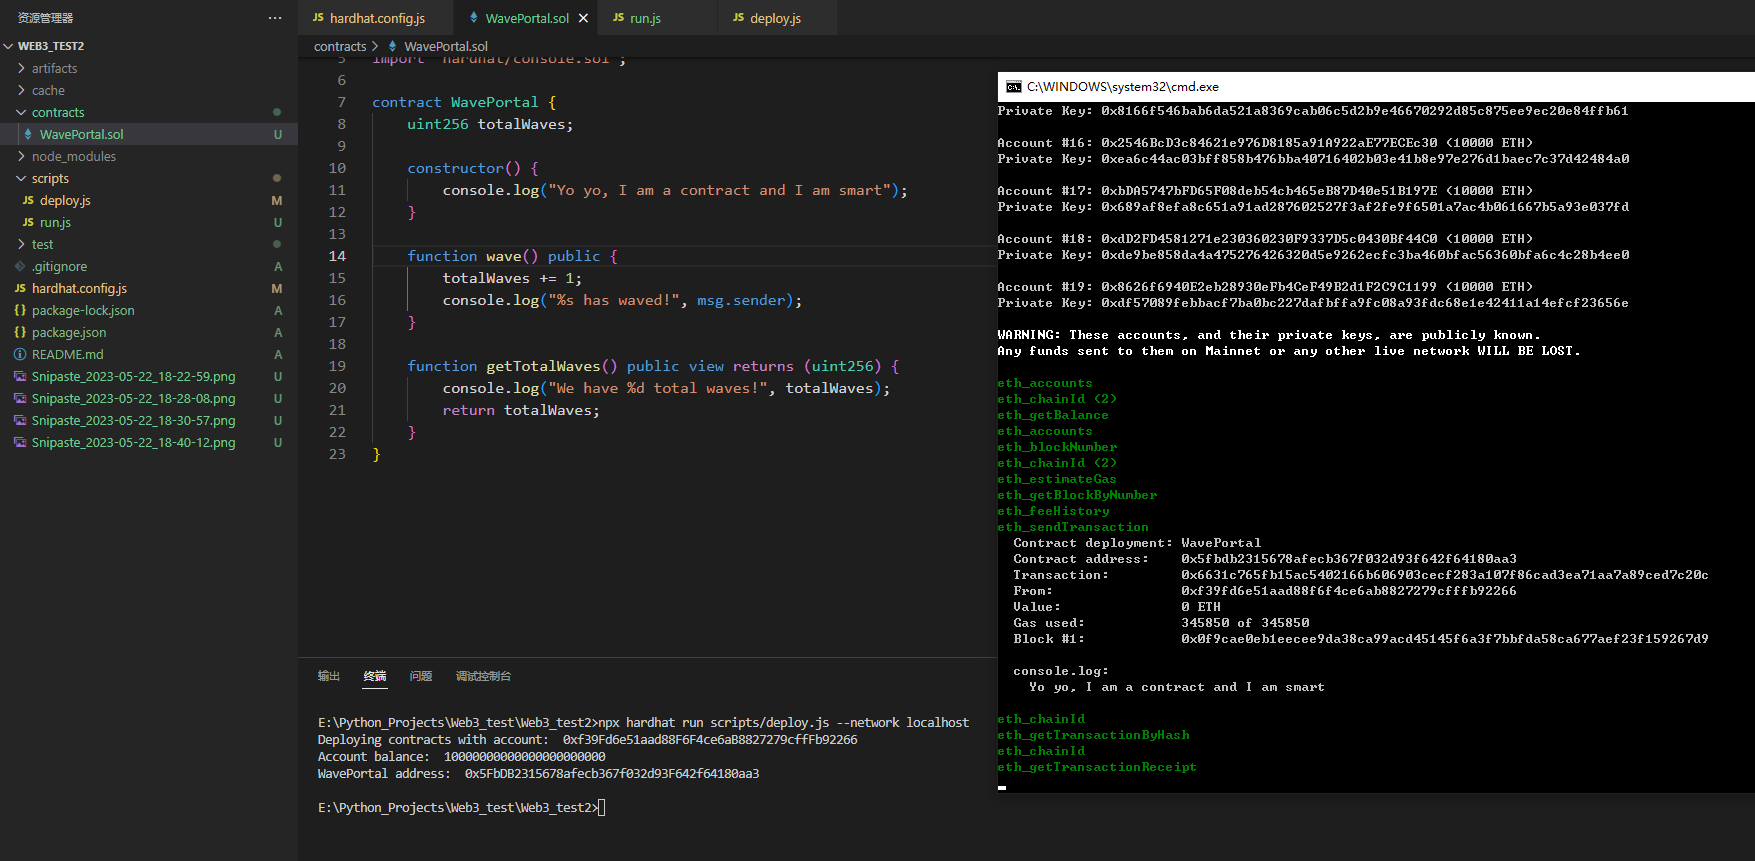 资源管理器
WEB3_TEST2
artifacts
cache
contracts
WavePortal.sol U
node_modules
scripts
JS deploy.js M
JS run.js U
test
.gitignore A
JS hardhat.config.js M
{} package-lock.json A
{} package.json A
README.md A
Snipaste_2023-05-22_18-22-59.png U
Snipaste_2023-05-22_18-28-08.png U
Snipaste_2023-05-22_18-30-57.png U
Snipaste_2023-05-22_18-40-12.png U
JS hardhat.config.js
WavePortal.sol
JS run.js
JS deploy.js
contracts > WavePortal.sol
5 import "hardhat/console.sol";
6
7 contract WavePortal {
8 uint256 totalWaves;
9
10 constructor() {
11 console.log("Yo yo, I am a contract and I am smart");
12 }
13
14 function wave() public {
15 totalWaves += 1;
16 console.log("%s has waved!", msg.sender);
17 }
18
19 function getTotalWaves() public view returns (uint256) {
20 console.log("We have %d total waves!", totalWaves);
21 return totalWaves;
22 }
23 }
输出 终端 问题 调试控制台
E:\Python_Projects\Web3_test\Web3_test2>npx hardhat run scripts/deploy.js --network localhost
Deploying contracts with account: 0xf39Fd6e51aad88F6F4ce6aB8827279cffFb92266
Account balance: 10000000000000000000000
WavePortal address: 0x5FbDB2315678afecb367f032d93F642f64180aa3
E:\Python_Projects\Web3_test\Web3_test2>
C:\WINDOWS\system32\cmd.exe
Private Key: 0x8166f546bab6da521a8369cab06c5d2b9e46670292d85c875ee9ec20e84ffb61
Account #16: 0x2546BcD3c84621e976D8185a91A922aE77ECEc30 (10000 ETH)
Private Key: 0xea6c44ac03bff858b476bba40716402b03e41b8e97e276d1baec7c37d42484a0
Account #17: 0xbDA5747bFD65F08deb54cb465eB87D40e51B197E (10000 ETH)
Private Key: 0x689af8efa8c651a91ad287602527f3af2fe9f6501a7ac4b061667b5a93e037fd
Account #18: 0xdD2FD4581271e230360230F9337D5c0430Bf44C0 (10000 ETH)
Private Key: 0xde9be858da4a475276426320d5e9262ecfc3ba460bfac56360bfa6c4c28b4ee0
Account #19: 0x8626f6940E2eb28930eFb4CeF49B2d1F2C9C1199 (10000 ETH)
Private Key: 0xdf57089febbacf7ba0bc227dafbffa9fc08a93fdc68e1e42411a14efcf23656e
WARNING: These accounts, and their private keys, are publicly known.
Any funds sent to them on Mainnet or any other live network WILL BE LOST.
eth_accounts
eth_chainId (2)
eth_getBalance
eth_accounts
eth_blockNumber
eth_chainId (2)
eth_estimateGas
eth_getBlockByNumber
eth_feeHistory
eth_sendTransaction
Contract deployment: WavePortal
Contract address: 0x5fbdb2315678afecb367f032d93f642f64180aa3
Transaction: 0x6631c765fb15ac5402166b606903cecf283a107f86cad3ea71aa7a89ced7c20c
From: 0xf39fd6e51aad88f6f4ce6ab8827279cfffb92266
Value: 0 ETH
Gas used: 345850 of 345850
Block #1: 0x0f9cae0eb1eecee9da38ca99acd45145f6a3f7bbfda58ca677aef23f159267d9
console.log:
Yo yo, I am a contract and I am smart
eth_chainId
eth_getTransactionByHash
eth_chainId
eth_getTransactionReceipt